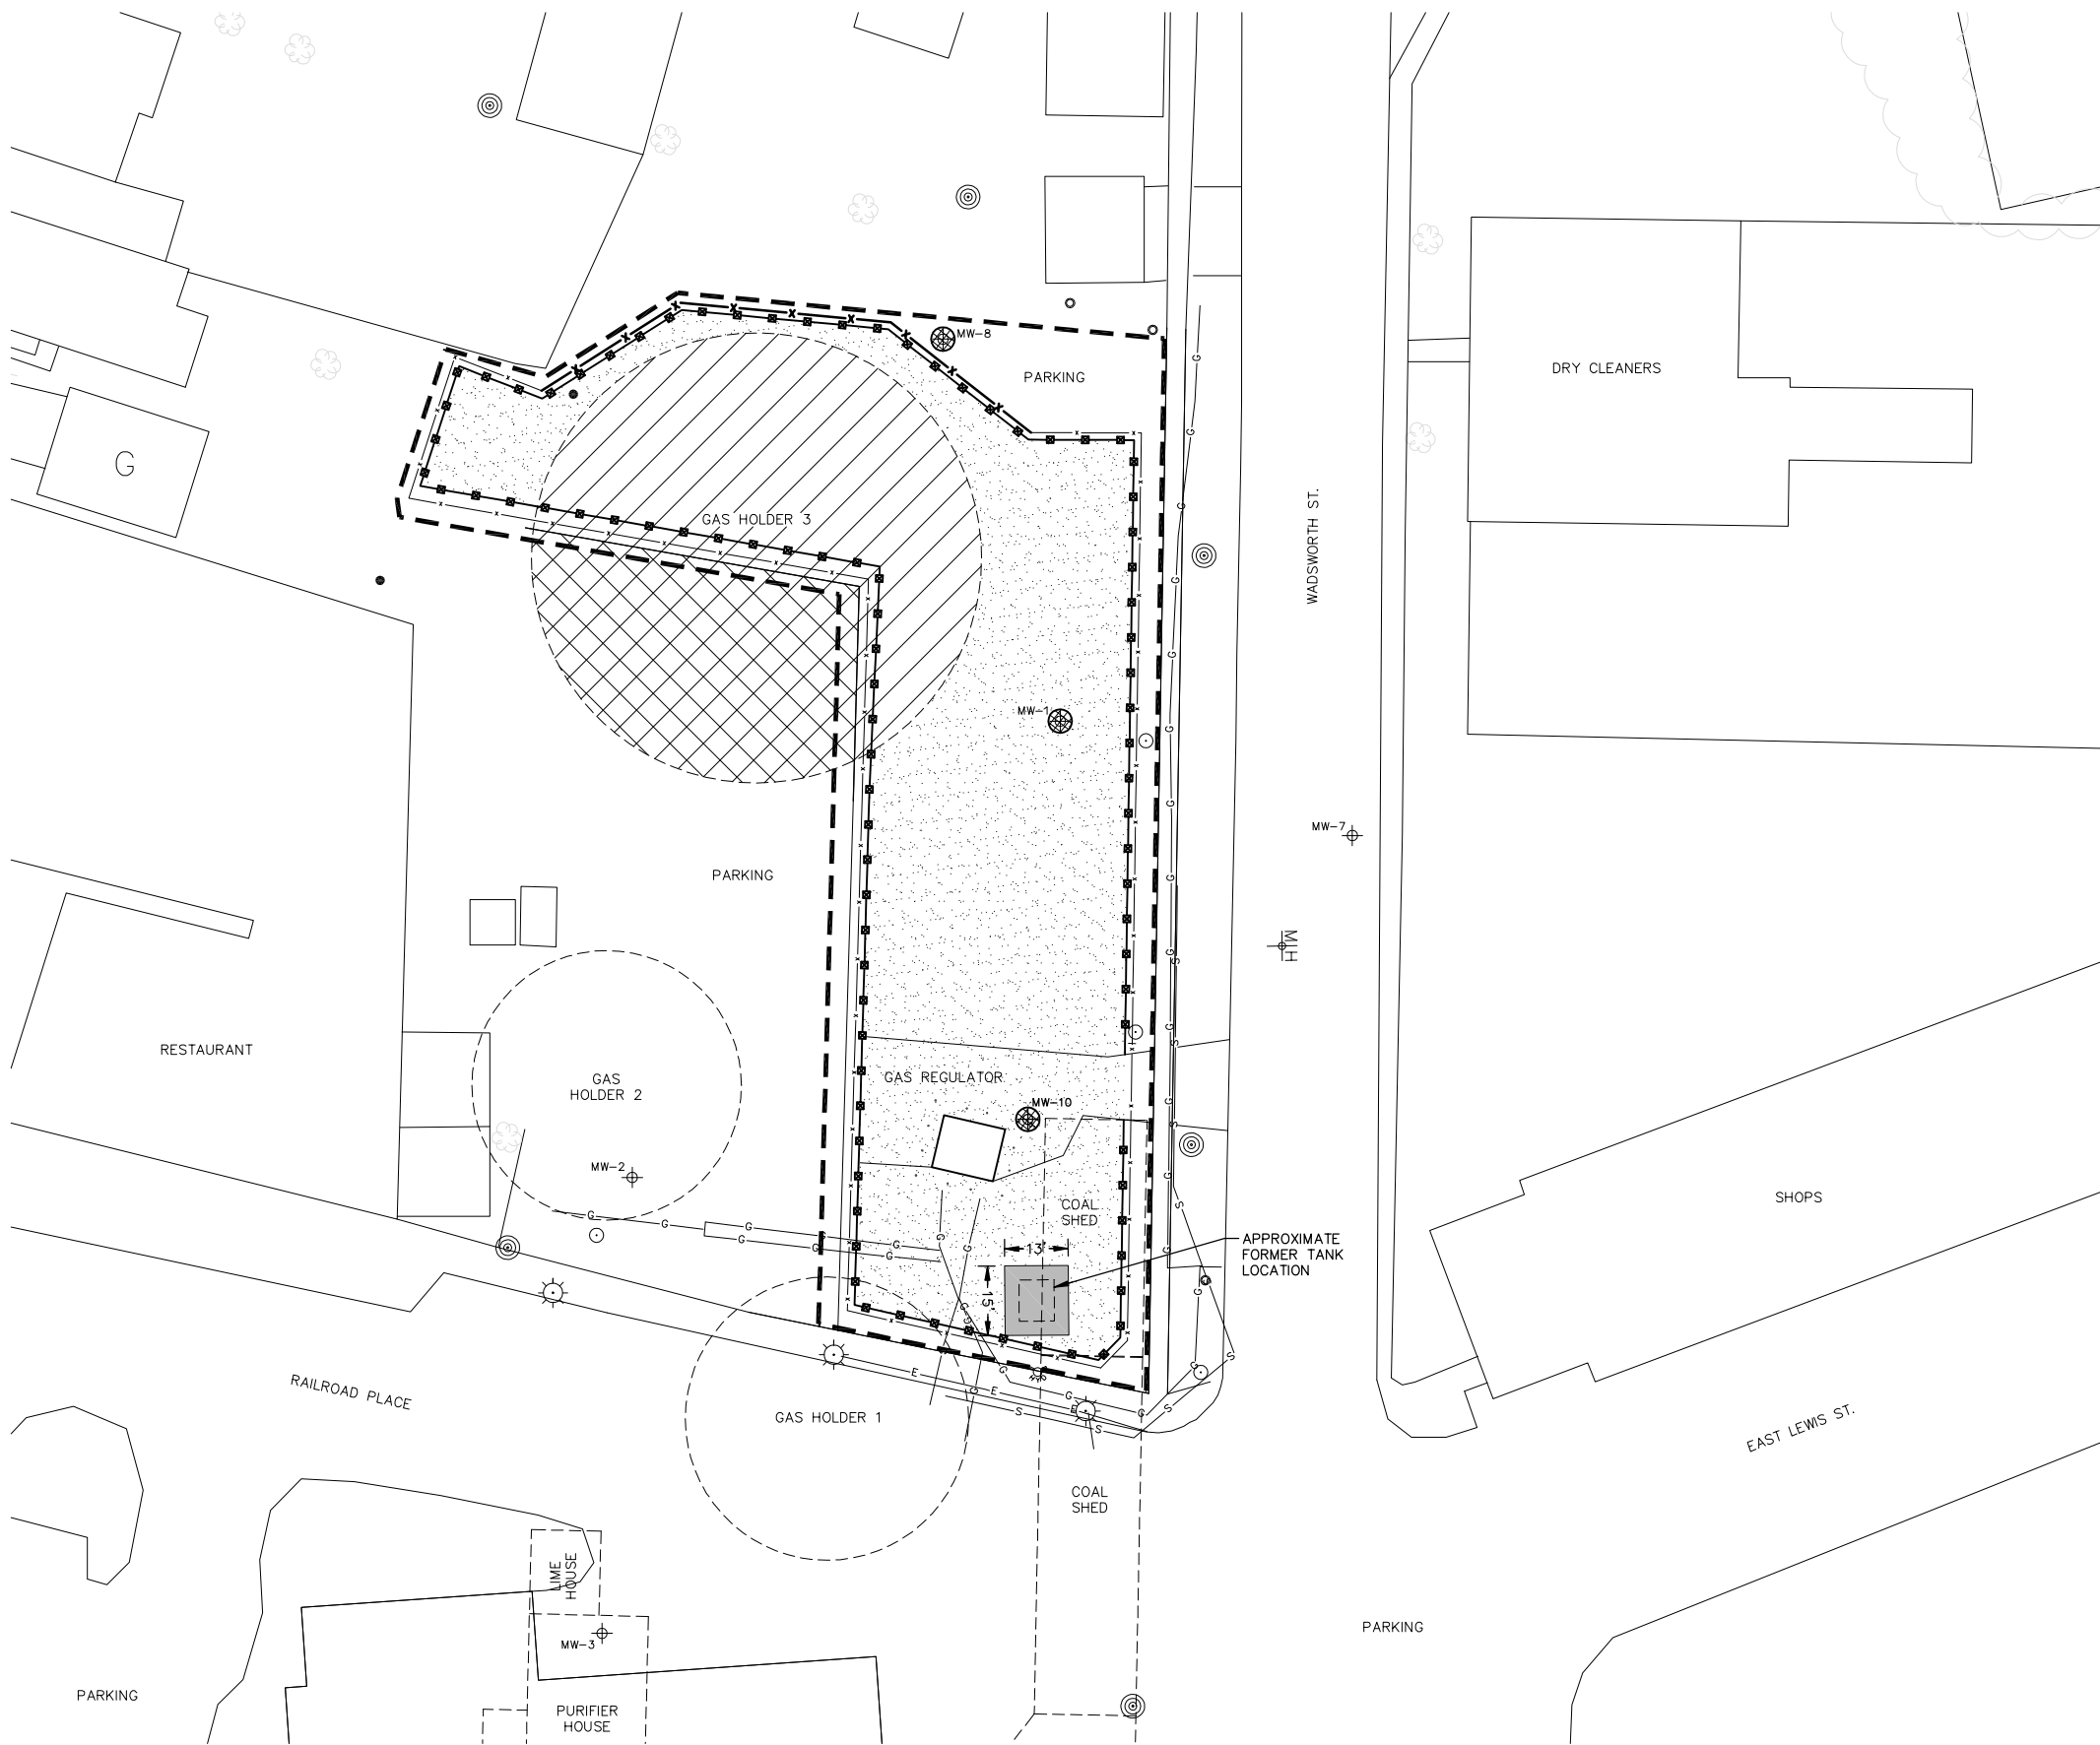 MW-8
PARKING
DRY CLEANERS
G
GAS HOLDER 3
WADSWORTH ST.
MW-1
MW-7
PARKING
MH
RESTAURANT
GAS REGULATOR
GAS
HOLDER 2
MW-10
MW-2
COAL
SHED
SHOPS
13'
15'
APPROXIMATE
FORMER TANK
LOCATION
RAILROAD PLACE
GAS HOLDER 1
EAST LEWIS ST.
COAL
SHED
LIME
HOUSE
MW-3
PARKING
PARKING
PURIFIER
HOUSE